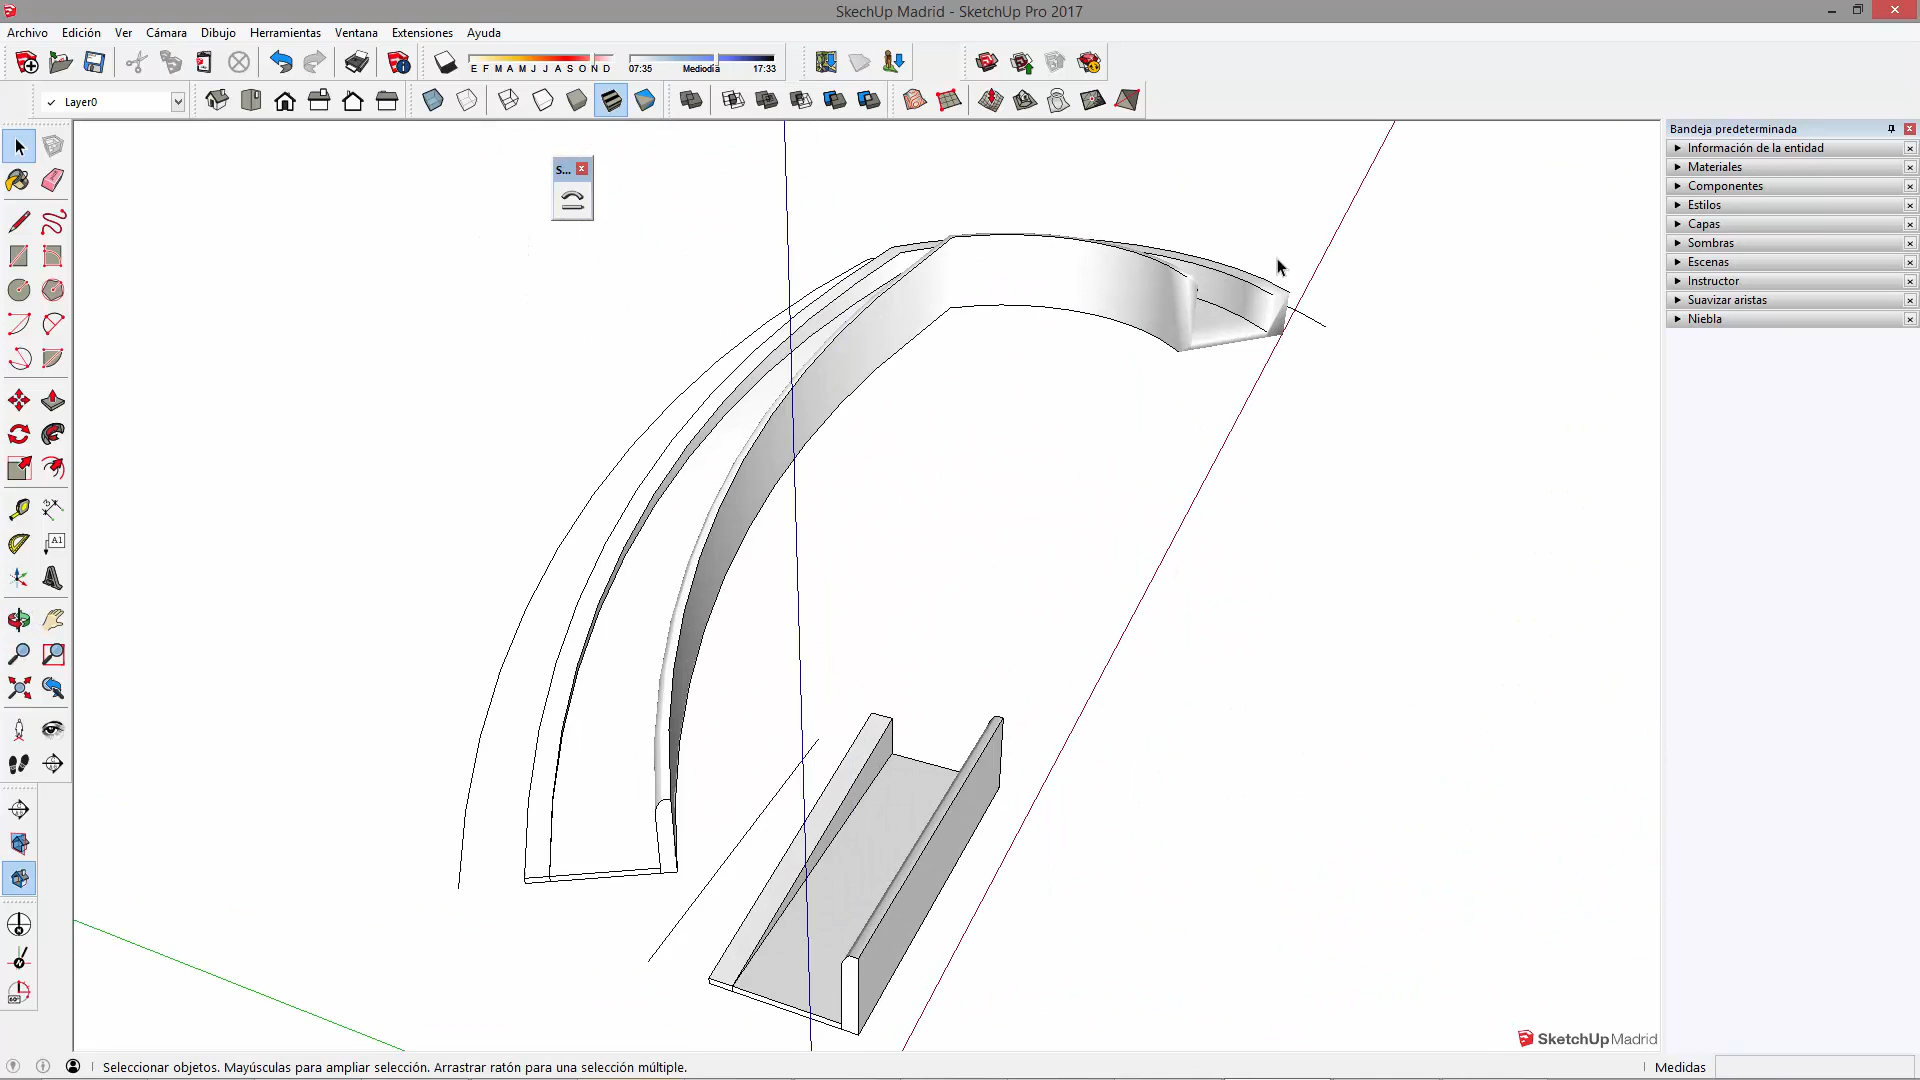 SkechUp Madrid - SketchUp Pro 2017
Archivo Edición Ver Cámara Dibujo Herramientas Ventana Extensiones Ayuda
E F M A M J J A S O N D 07:35 Mediodía 17:33
Layer0
Bandeja predeterminada
Información de la entidad
Materiales
Componentes
Estilos
Capas
Sombras
Escenas
Instructor
Suavizar aristas
Niebla
S...
A1
60°
SketchUpMadrid
Seleccionar objetos. Mayúsculas para ampliar selección. Arrastrar ratón para una selección múltiple.
Medidas